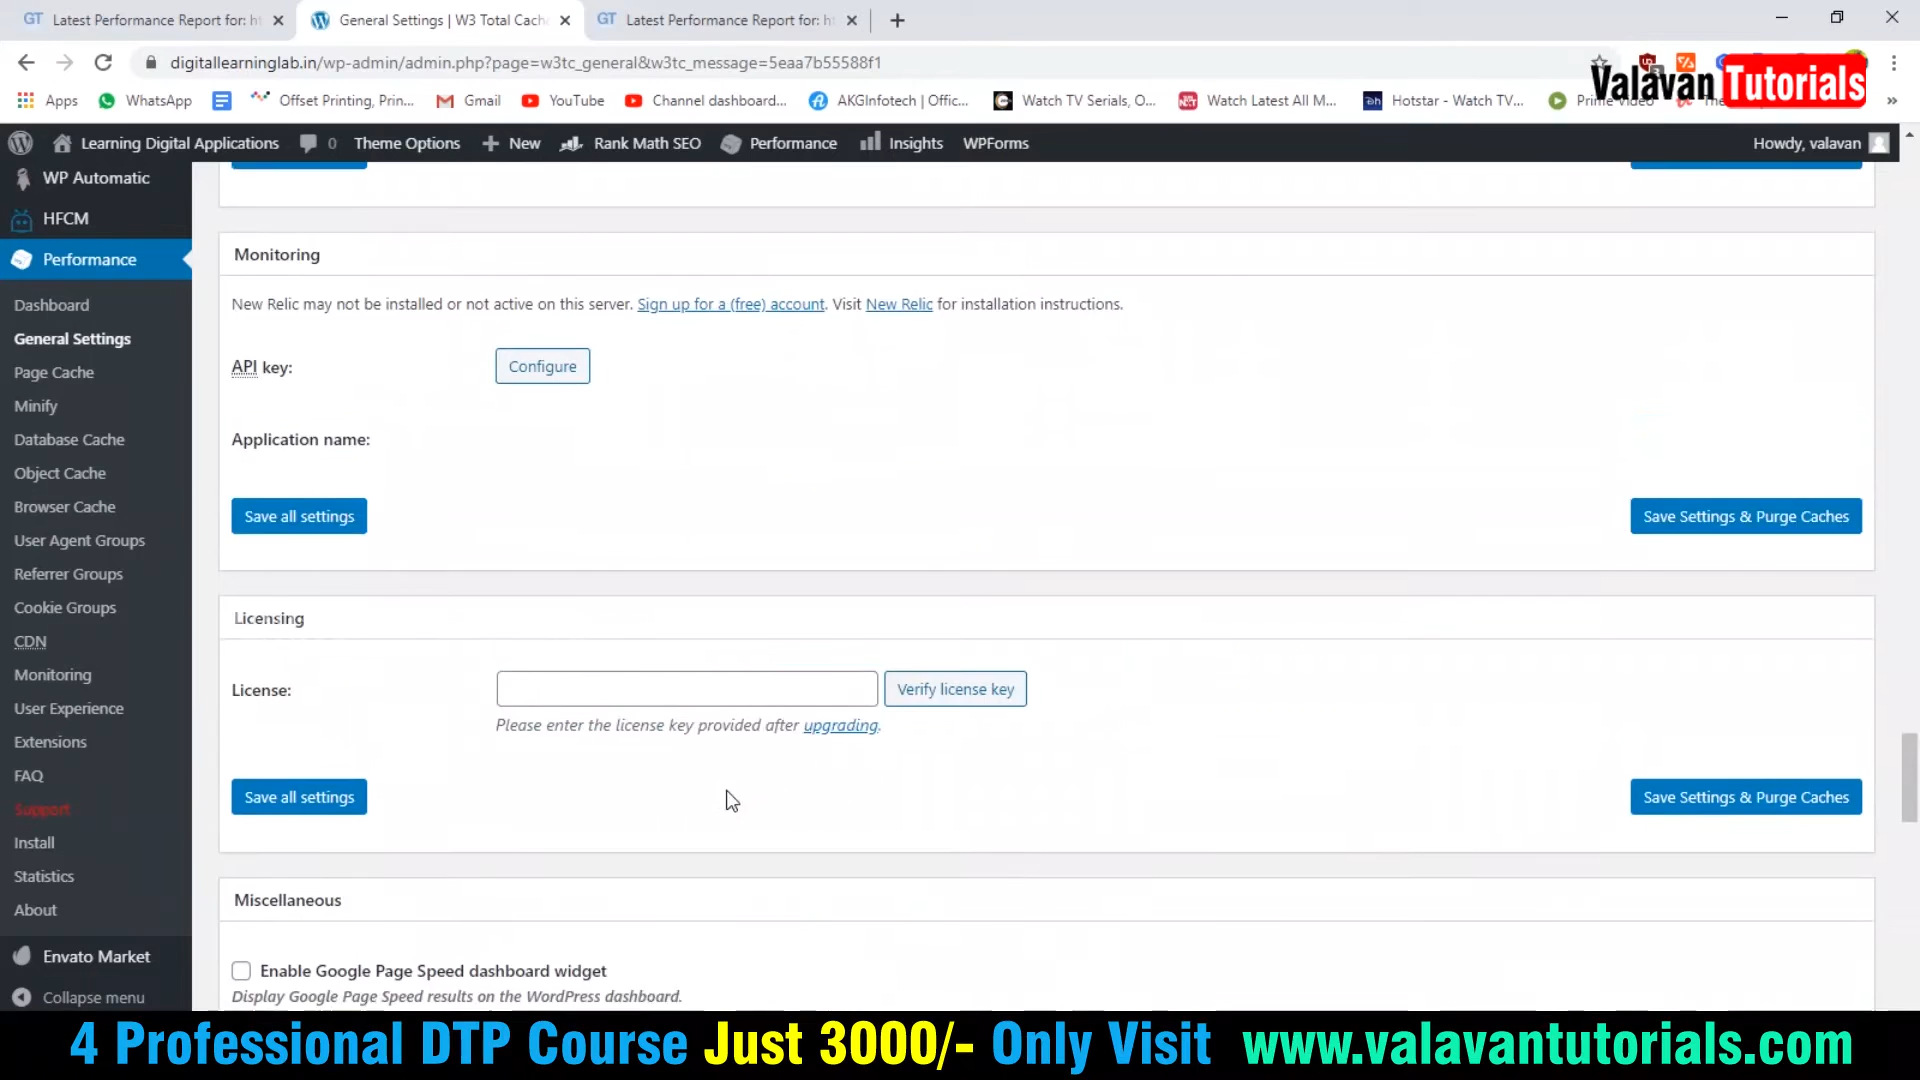 GT Latest Performance Report for: ht
General Settings | W3 Total Cach
GT Latest Performance Report for: ht
digitallearninglab.in/wp-admin/admin.php?page=w3tc_general&w3tc_message=5eaa7b55588f1
Valavan Tutorials
Apps
WhatsApp
Offset Printing, Prin...
Gmail
YouTube
Channel dashboard...
AKGInfotech | Offic...
Watch TV Serials, O...
Watch Latest All M...
Hotstar - Watch TV...
Prime Video
Learning Digital Applications
0
Theme Options
New
Rank Math SEO
Performance
Insights
WPForms
Howdy, valavan
WP Automatic
HFCM
Performance
Dashboard
General Settings
Page Cache
Minify
Database Cache
Object Cache
Browser Cache
User Agent Groups
Referrer Groups
Cookie Groups
CDN
Monitoring
User Experience
Extensions
FAQ
Support
Install
Statistics
About
Envato Market
Collapse menu
Monitoring
New Relic may not be installed or not active on this server. Sign up for a (free) account. Visit New Relic for installation instructions.
API key:
Configure
Application name:
Save all settings
Save Settings & Purge Caches
Licensing
License:
Verify license key
Please enter the license key provided after upgrading.
Save all settings
Save Settings & Purge Caches
Miscellaneous
Enable Google Page Speed dashboard widget
Display Google Page Speed results on the WordPress dashboard.
4 Professional DTP Course Just 3000/- Only Visit www.valavantutorials.com